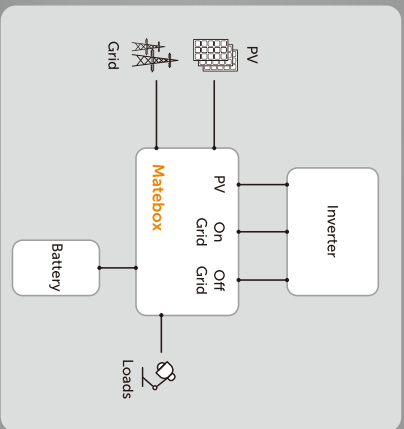 Inverter
PV
PV
On
Grid
Off
Grid
Matebox
Grid
Loads
Battery